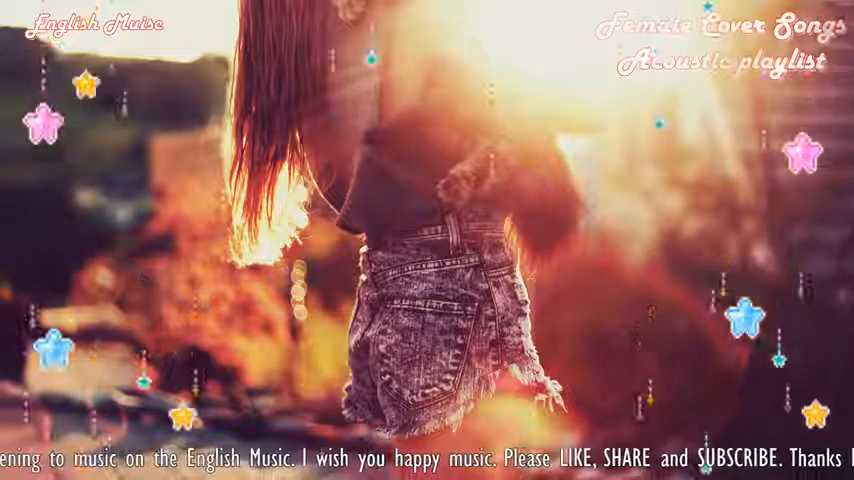 English Muisc
Female Cover Songs
Acoustic playlist
ening to music on the English Music. I wish you happy music. Please LIKE, SHARE and SUBSCRIBE. Thanks